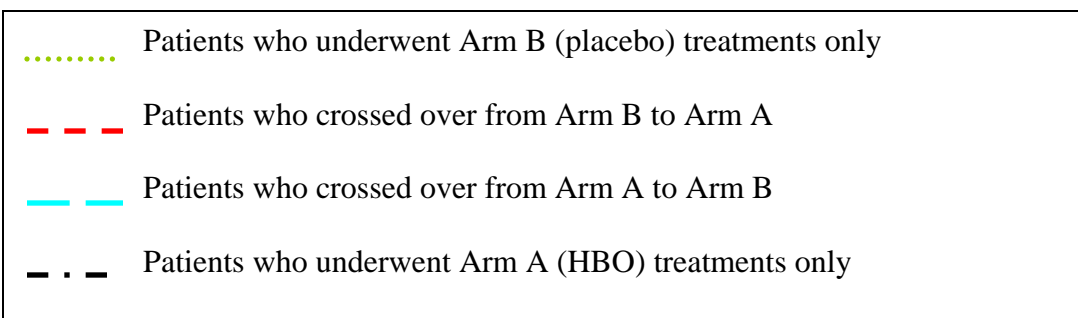 Patients who underwent Arm B (placebo) treatments only
Patients who crossed over from Arm B to Arm A
Patients who crossed over from Arm A to Arm B
Patients who underwent Arm A (HBO) treatments only